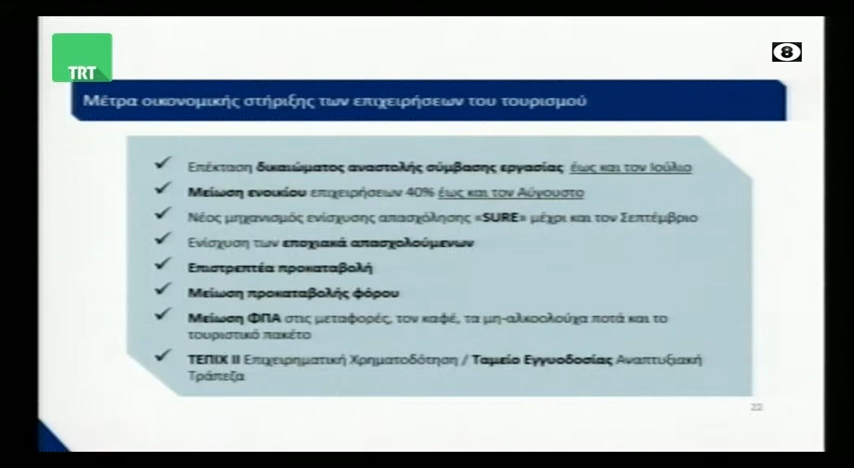 TRT
8
Μέτρα οικονομικής στήριξης των επιχειρήσεων του τουρισμού
✓ Επέκταση δικαιώματος αναστολής σύμβασης εργασίας έως και τον Ιούλιο
✓ Μείωση ενοικίου επιχειρήσεων 40% έως και τον Αύγουστο
✓ Νέος μηχανισμός ενίσχυσης απασχόλησης «SURE» μέχρι και τον Σεπτέμβριο
✓ Ενίσχυση των εποχιακά απασχολούμενων
✓ Επιστρεπτέα προκαταβολή
✓ Μείωση προκαταβολής φόρου
✓ Μείωση ΦΠΑ στις μεταφορές, τον καφέ, τα μη-αλκοολούχα ποτά και το
τουριστικό πακέτο
✓ ΤΕΠΙΧ ΙΙ Επιχειρηματική Χρηματοδότηση / Ταμείο Εγγυοδοσίας Αναπτυξιακή
Τράπεζα
22